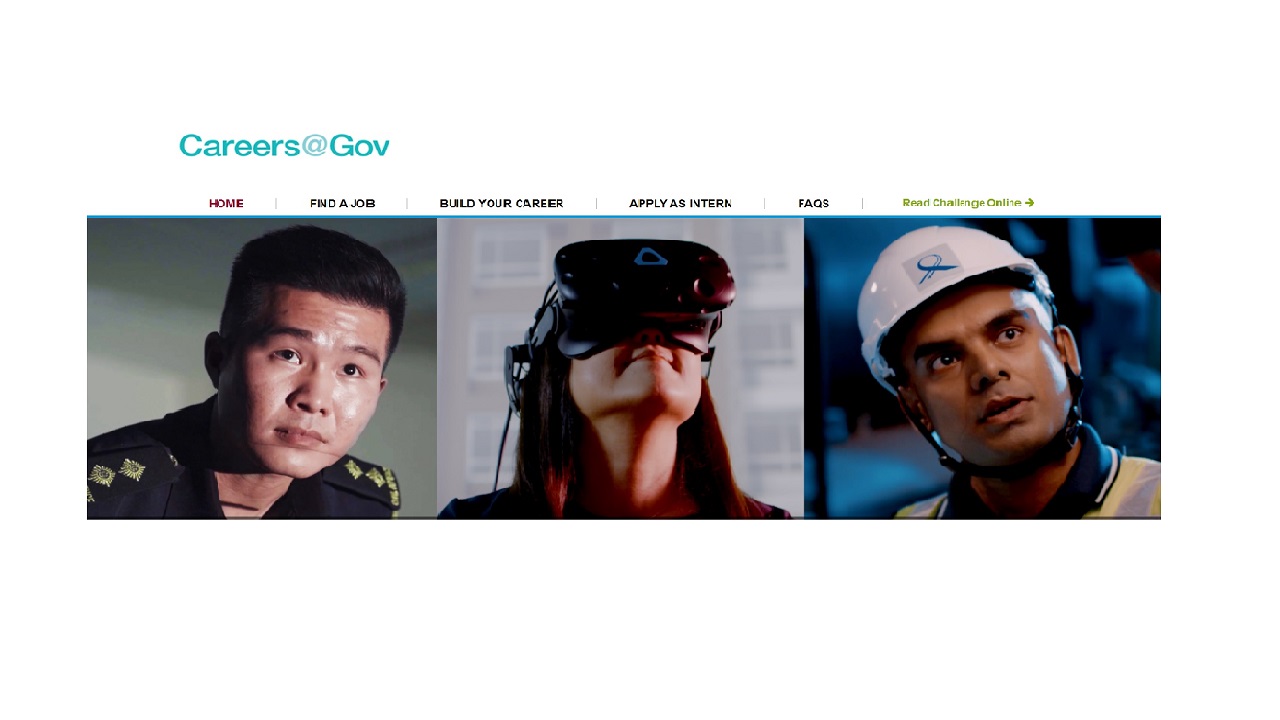 Careers@Gov
HOME | FIND A JOB | BUILD YOUR CAREER | APPLY AS INTERN | FAQS | Read Challenge Online →